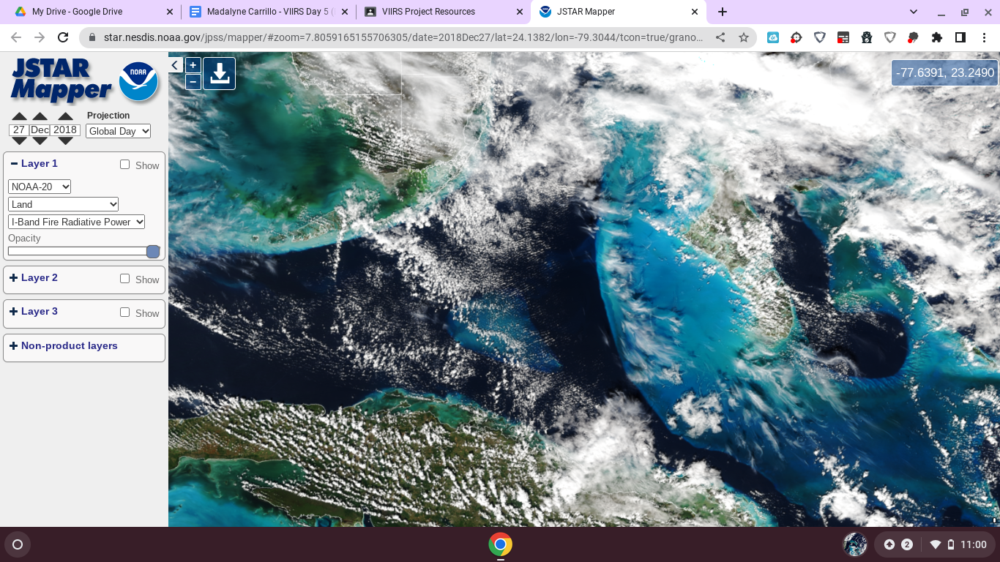 My Drive - Google Drive
Madalyne Carrillo - VIIRS Day 5 (
VIIRS Project Resources
JSTAR Mapper
star.nesdis.noaa.gov/jpss/mapper/#zoom=7.8059165155706305/date=2018Dec27/lat=24.1382/lon=-79.3044/tcon=true/grano…
JSTAR
Mapper
NOAA
Projection
27 Dec 2018
Global Day
Layer 1
Show
NOAA-20
Land
I-Band Fire Radiative Power
Opacity
Layer 2
Show
Layer 3
Show
Non-product layers
-77.6391, 23.2490
2
11:00